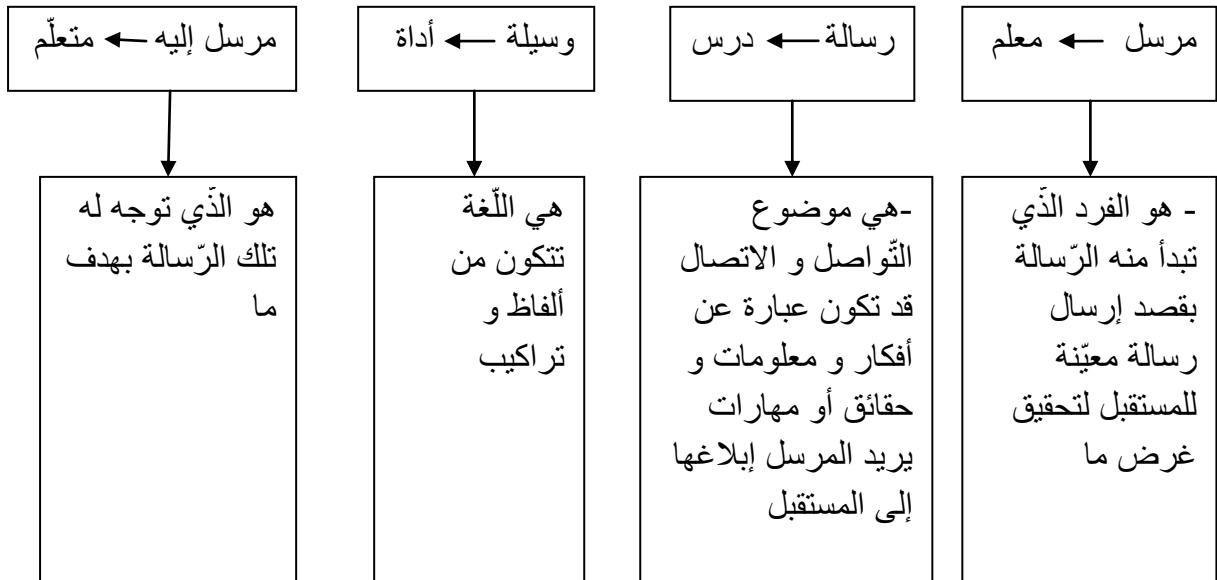 مرسل ← معلم
رسالة ← درس
وسيلة ← أداة
مرسل إليه ← متعلّم
- هو الفرد الذّي
تبدأ منه الرّسالة
بقصد إرسال
رسالة معيّنة
للمستقبل لتحقيق
غرض ما
-هي موضوع
التّواصل و الاتصال
قد تكون عبارة عن
أفكار و معلومات و
حقائق أو مهارات
يريد المرسل إبلاغها
إلى المستقبل
هي اللّغة
تتكون من
ألفاظ و
تراكيب
هو الذّي توجه له
تلك الرّسالة بهدف
ما